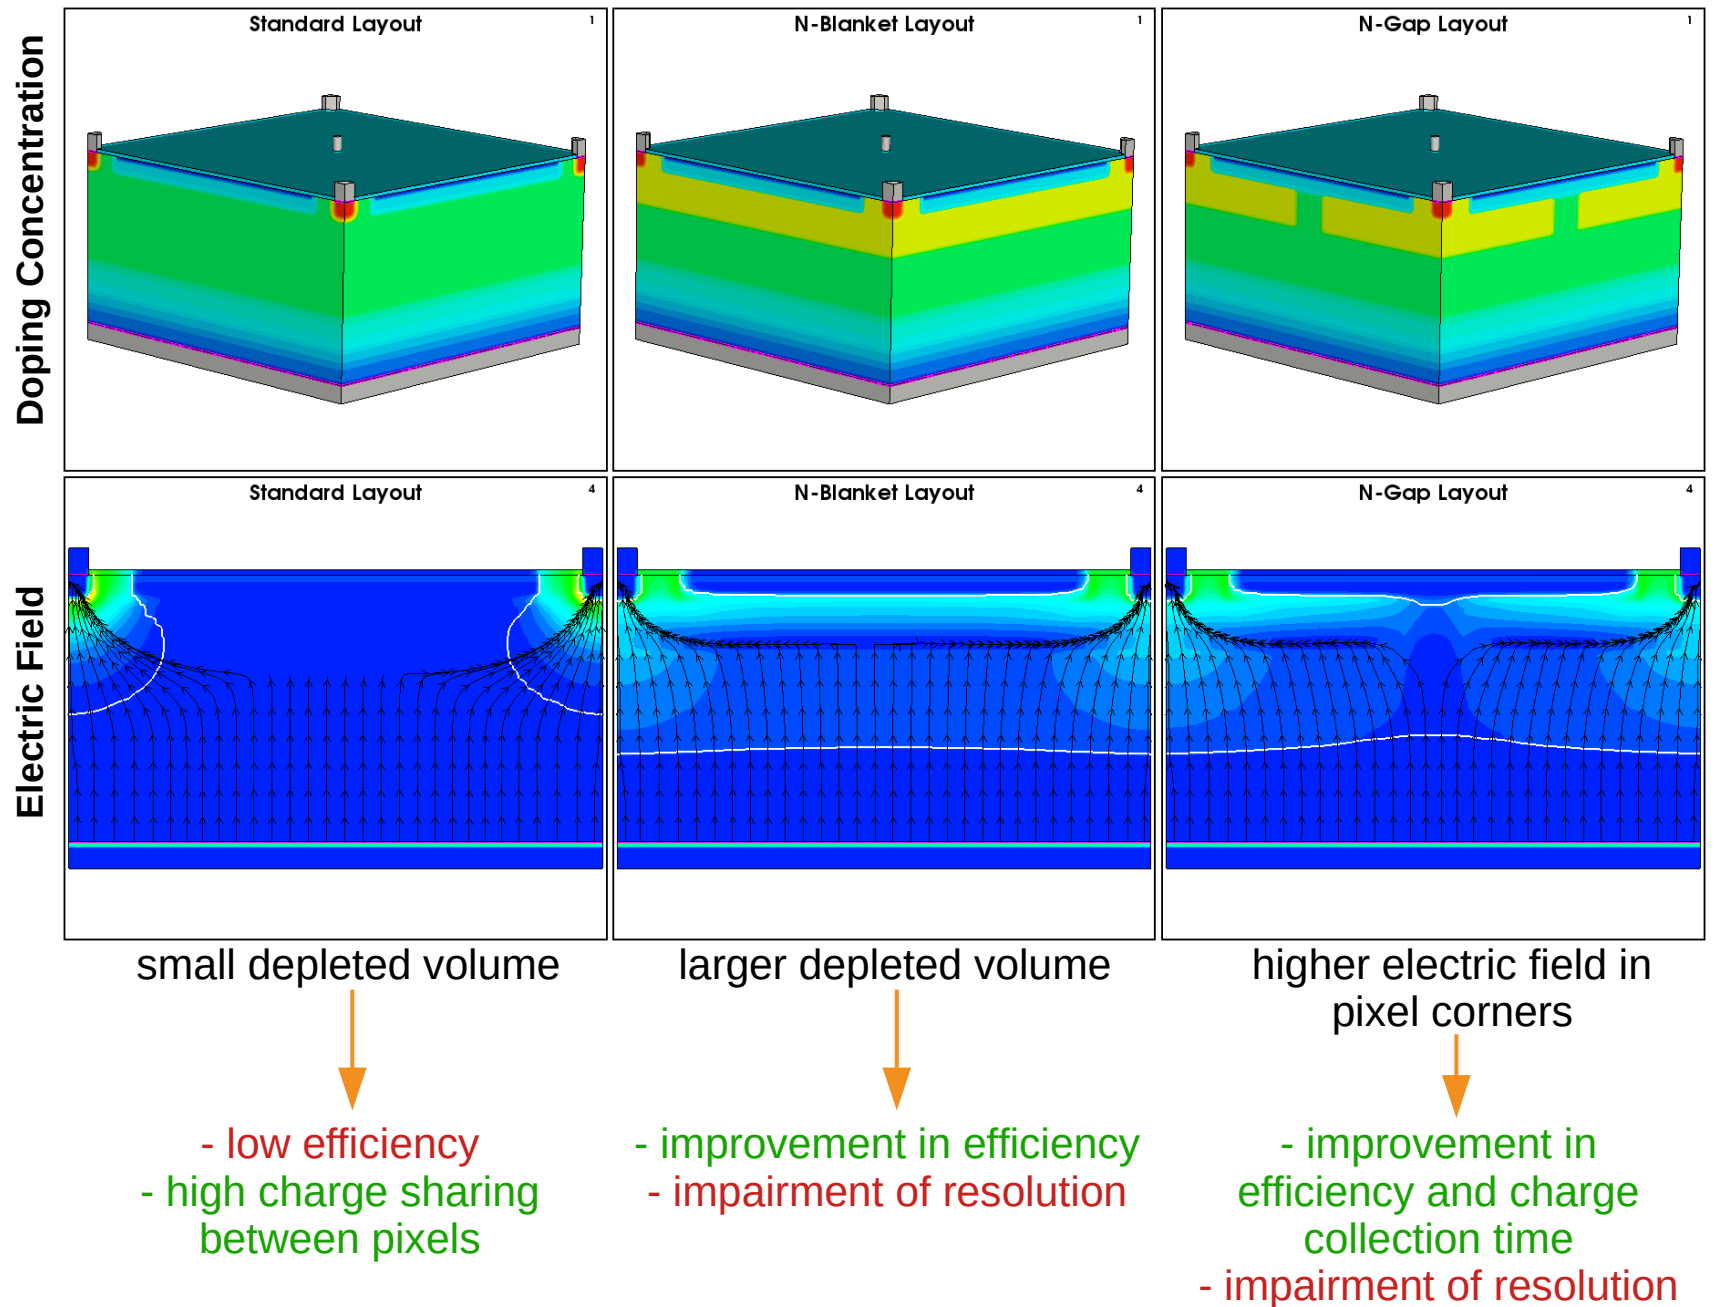 Standard Layout
1
N-Blanket Layout
1
N-Gap Layout
1
Doping Concentration
Standard Layout
4
N-Blanket Layout
4
N-Gap Layout
4
Electric Field
small depleted volume
larger depleted volume
higher electric field in
pixel corners
- low efficiency
- high charge sharing
between pixels
- improvement in efficiency
- impairment of resolution
- improvement in
efficiency and charge
collection time
- impairment of resolution